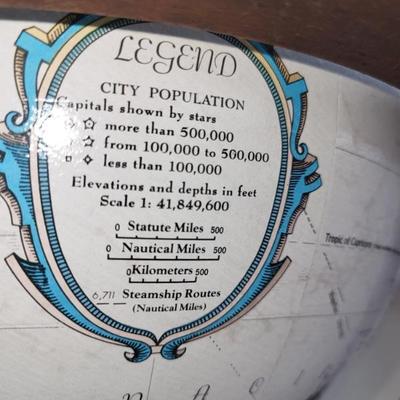 LEGEND
CITY POPULATION
Capitals shown by stars
more than 500,000
from 100,000 to 500,000
less than 100,000
Elevations and depths in feet
Scale 1: 41,849,600
0 Statute Miles 500
0 Nautical Miles 500
0 Kilometers 500
6,711 Steamship Routes
(Nautical Miles)
Tropic of Capricorn
P A C I